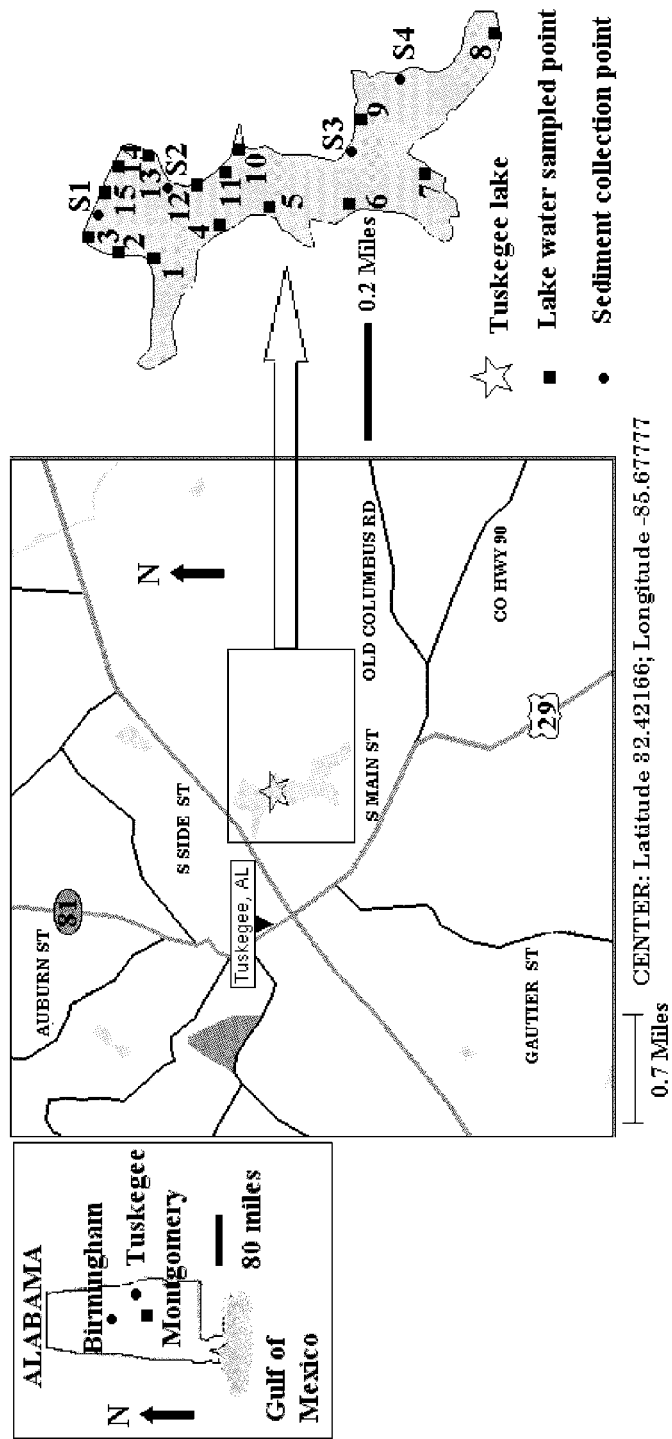 ALABAMA
Birmingham
Tuskegee
Montgomery
80 miles
N
Gulf of
Mexico
AUBURN ST
81
S SIDE ST
N
Tuskegee, AL
S MAIN ST
OLD COLUMBUS RD
CO HWY 90
29
GAUTIER ST
0.7 Miles
CENTER: Latitude 32.42166; Longitude -85.67777
S1
3
15
14
2
13
S2
1
12
4
11
10
5
S3
9
S4
6
7
8
0.2 Miles
Tuskegee lake
Lake water sampled point
Sediment collection point